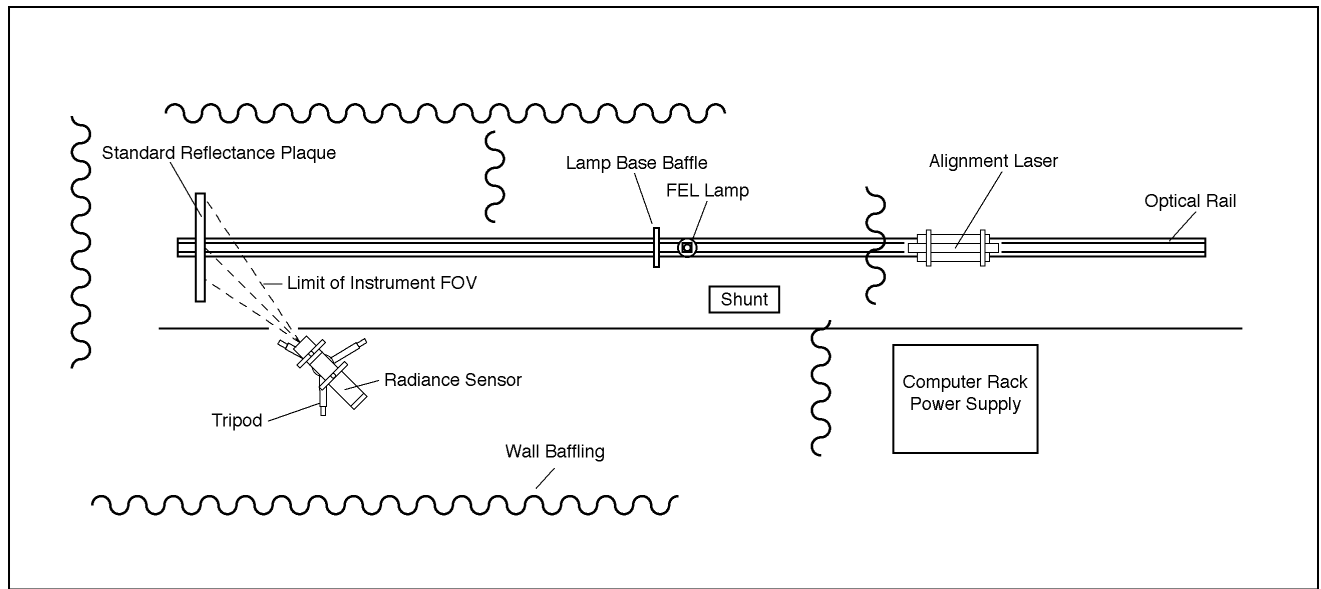 Standard Reflectance Plaque
Lamp Base Baffle
FEL Lamp
Alignment Laser
Optical Rail
Limit of Instrument FOV
Shunt
Radiance Sensor
Tripod
Computer Rack
Power Supply
Wall Baffling